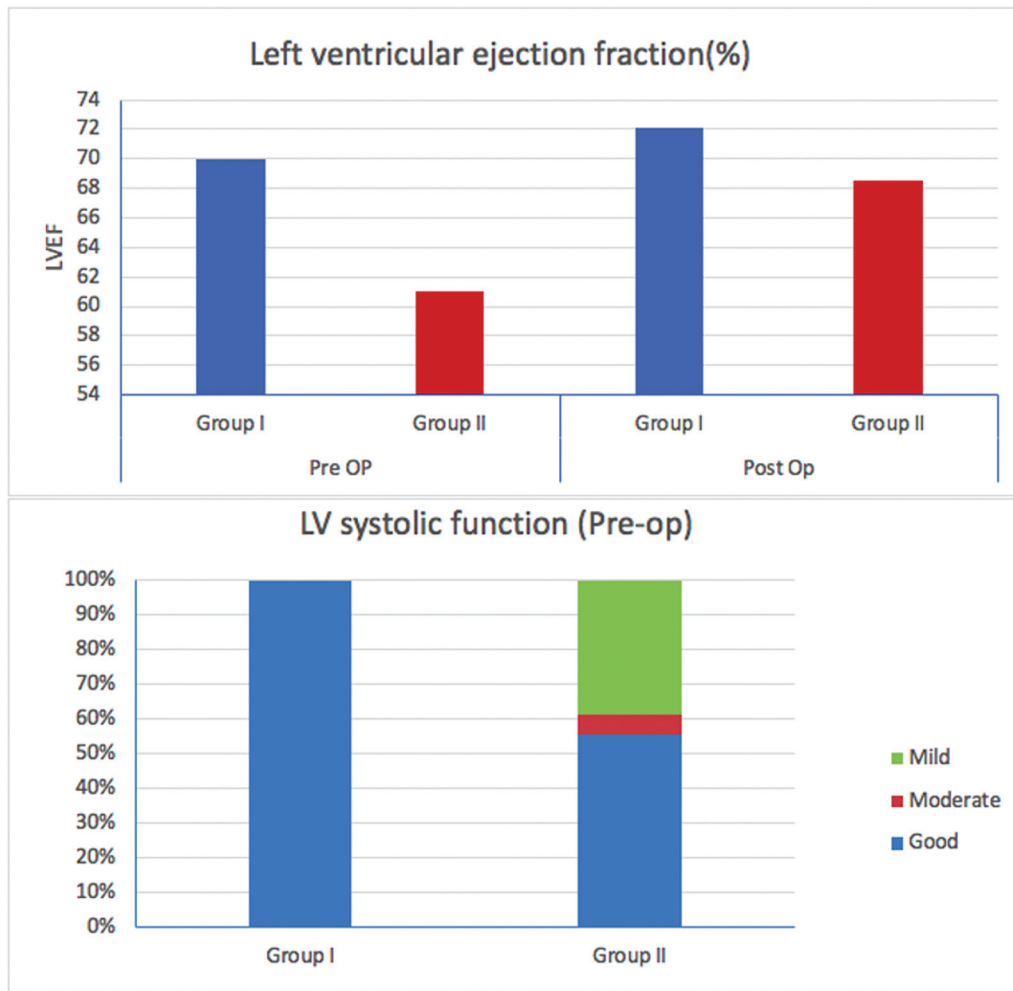 Left ventricular ejection fraction(%)
74
72
70
68
66
64
62
60
58
56
54
LVEF
Group I
Group II
Group I
Group II
Pre OP
Post Op
LV systolic function (Pre-op)
100%
90%
80%
70%
60%
50%
40%
30%
20%
10%
0%
Mild
Moderate
Good
Group I
Group II